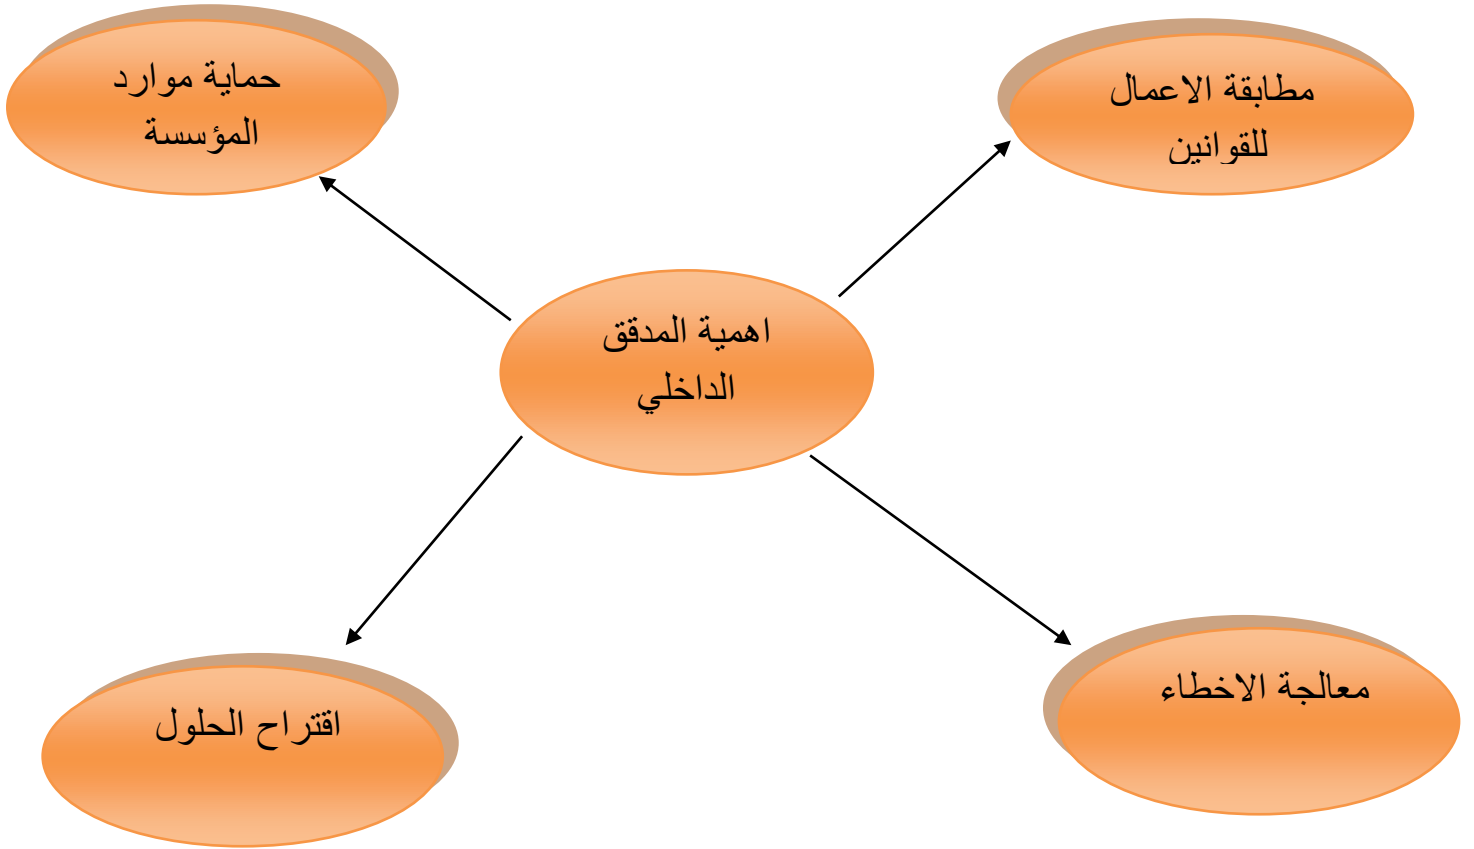 مطابقة الاعمال
للقوانين
حماية موارد
المؤسسة
اهمية المدقق
الداخلي
معالجة الاخطاء
اقتراح الحلول